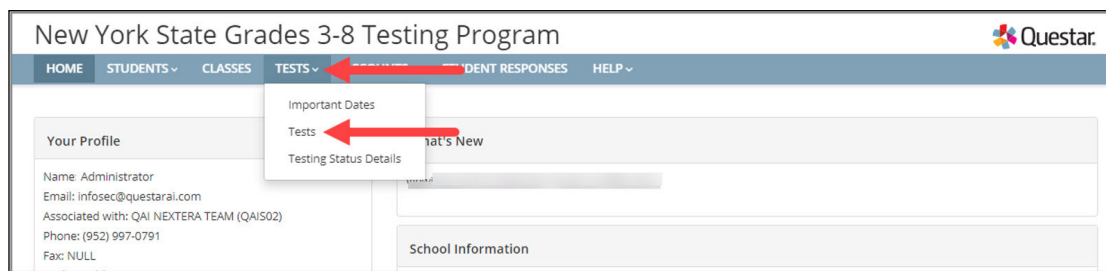 New York State Grades 3-8 Testing Program
Questar.
HOME STUDENTS CLASSES TESTS STUDENT RESPONSES HELP
Important Dates
Tests
Testing Status Details
Your Profile
What's New
Name: Administrator
Email: infosec@questarai.com
Associated with: QAI NEXTERA TEAM (QAIS02)
Phone: (952) 997-0791
Fax: NULL
School Information